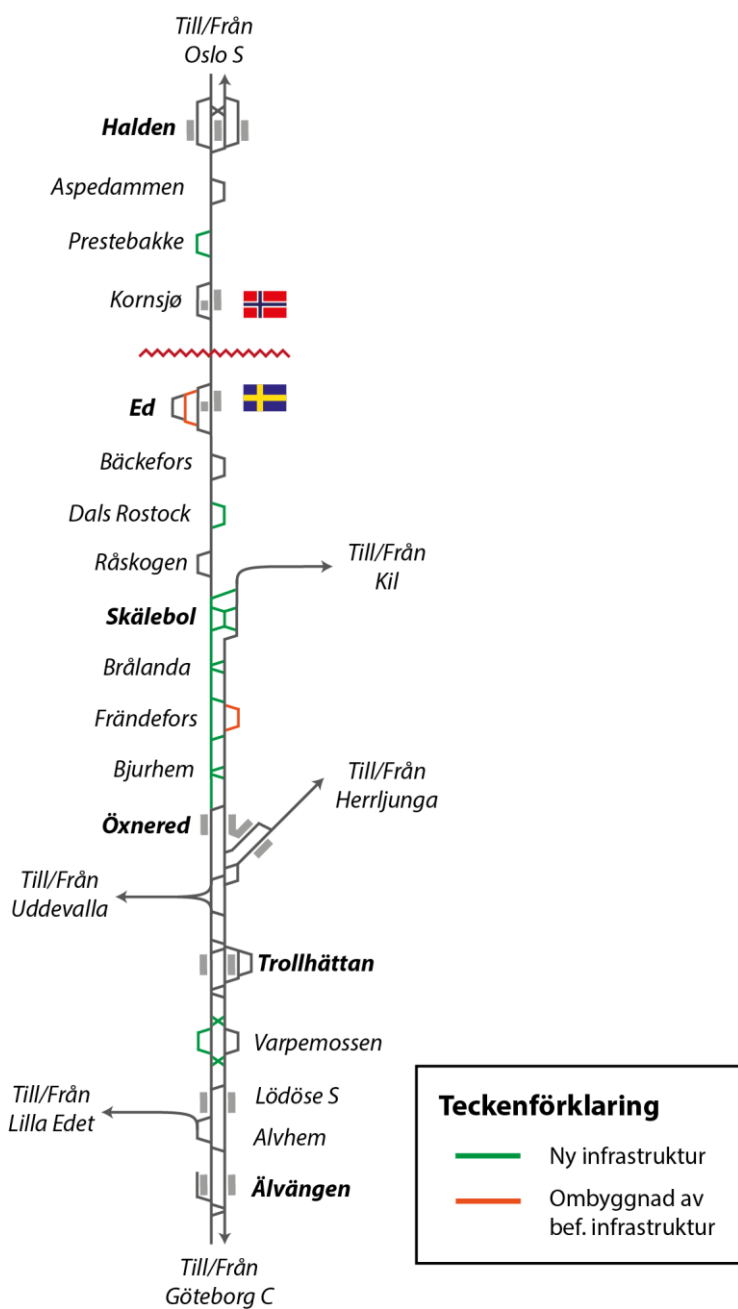 Till/Från
Oslo S
Halden
Aspedammen
Prestebakke
Kornsjø
Ed
Bäckefors
Dals Rostock
Råskogen
Till/Från
Kil
Skälebol
Brålanda
Frändefors
Bjurhem
Till/Från
Herrljunga
Öxnered
Till/Från
Uddevalla
Trollhättan
Varpemossen
Till/Från
Lilla Edet
Lödöse S
Alvhem
Älvängen
Till/Från
Göteborg C
Teckenförklaring
Ny infrastruktur
Ombyggnad av
bef. infrastruktur